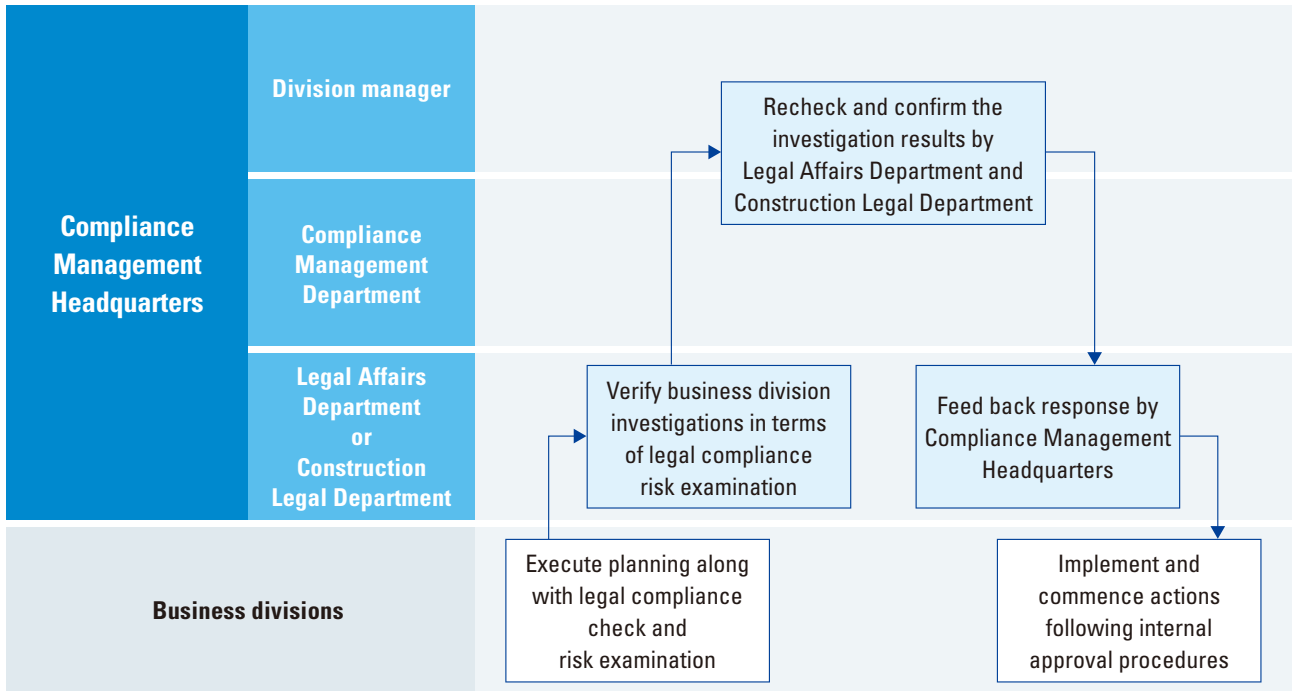 Compliance
Management
Headquarters
Division manager
Compliance
Management
Department
Legal Affairs
Department
or
Construction
Legal Department
Business divisions
Execute planning along
with legal compliance
check and
risk examination
Verify business division
investigations in terms
of legal compliance
risk examination
Recheck and confirm the
investigation results by
Legal Affairs Department and
Construction Legal Department
Feed back response by
Compliance Management
Headquarters
Implement and
commence actions
following internal
approval procedures